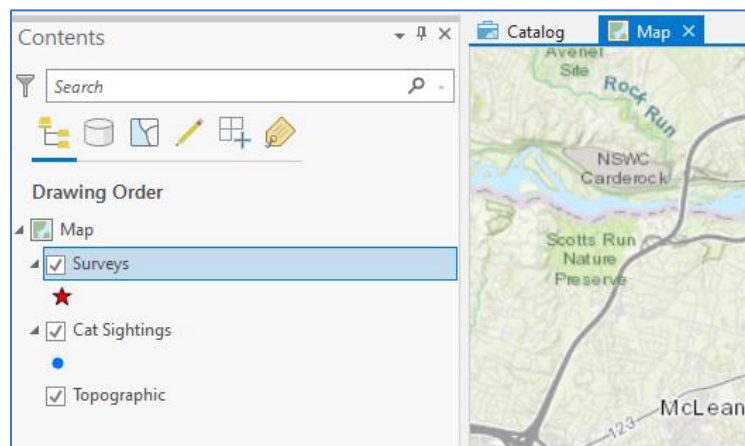 Contents
Search
Drawing Order
Map
Surveys
Cat Sightings
Topographic
Catalog
Map
Avenel
Site
Rock Run
NSWC
Carderock
Scotts Run
Nature
Preserve
McLean
123